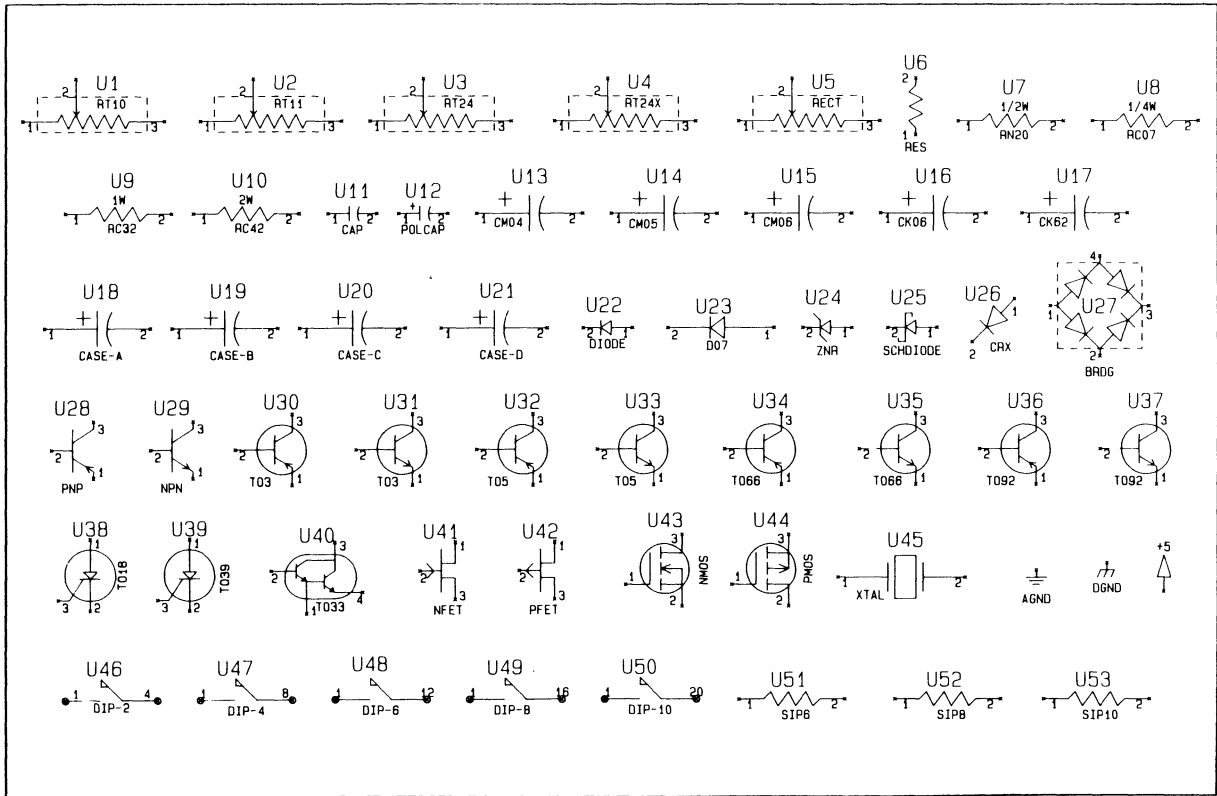 U1 U2 U3 U4 U5 U6 U7 U8
2 2 2 2 2 2
RT10 RT11 RT24 RT24X RECT 1/2W 1/4W
1 3 1 3 1 3 1 3 1 3 1 1 2 1 2
RES RN20 RC07
U9 U10 U11 U12 U13 U14 U15 U16 U17
1W 2W + + + + + +
1 2 1 2 1 2 1 2 1 2 1 2 1 2 1 2 1 2
RC32 RC42 CAP POLCAP CM04 CM05 CM06 CK06 CK62
U18 U19 U20 U21 U22 U23 U24 U25 U26 4 U27
+ + + +
1 2 1 2 1 2 1 2 2 1 2 1 2 1 2 1 1 1 3
CASE-A CASE-B CASE-C CASE-D DIODE DO7 ZNR SCHDIODE 2 CRX 2
BRDG
U28 U29 U30 U31 U32 U33 U34 U35 U36 U37
3 3 3 3 3 3 3 3 3 3
2 2 2 2 2 2 2 2 2 2
1 1 1 1 1 1 1 1 1 1
PNP NPN TO3 TO3 TO5 TO5 TO66 TO66 TO92 TO92
U38 U39 U40 U41 U42 U43 U44 U45
1 1 3 1 1 3 3 +5
TO18 TO39 2 2 2 1 NMOS 1 PMOS 1 2
3 2 3 2 1 TO33 4 3 3 2 2 XTAL AGND DGND
NFET PFET
U46 U47 U48 U49 U50 U51 U52 U53
1 4 1 8 1 12 1 16 1 20 1 2 1 2 1 2
DIP-2 DIP-4 DIP-6 DIP-8 DIP-10 SIP6 SIP8 SIP10